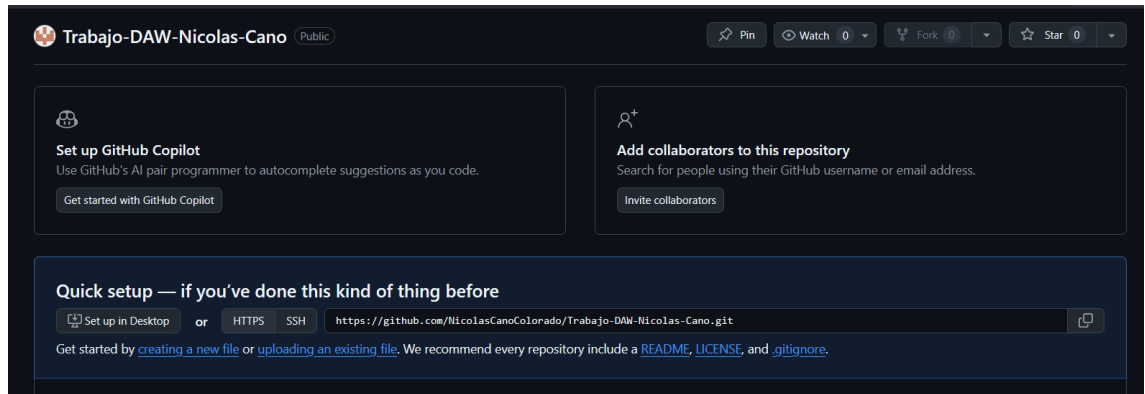 Trabajo-DAW-Nicolas-Cano Public Pin Watch 0 Fork 0 Star 0
Set up GitHub Copilot
Use GitHub's AI pair programmer to autocomplete suggestions as you code.
Get started with GitHub Copilot
Add collaborators to this repository
Search for people using their GitHub username or email address.
Invite collaborators
Quick setup — if you've done this kind of thing before
Set up in Desktop or HTTPS SSH https://github.com/NicolasCanoColorado/Trabajo-DAW-Nicolas-Cano.git
Get started by creating a new file or uploading an existing file. We recommend every repository include a README, LICENSE, and .gitignore.